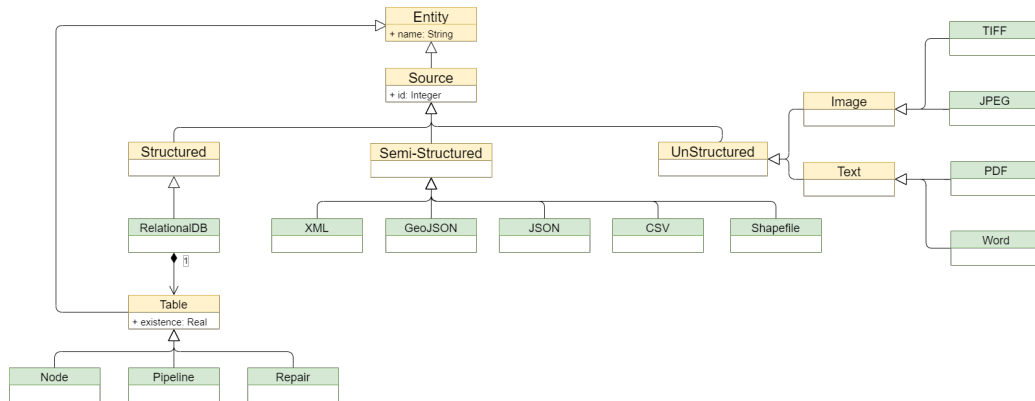 Entity
+ name: String
TIFF
Source
+ id: Integer
Image
JPEG
Structured
Semi-Structured
UnStructured
Text
PDF
RelationalDB
XML
GeoJSON
JSON
CSV
Shapefile
Word
1
Table
+ existence: Real
Node
Pipeline
Repair